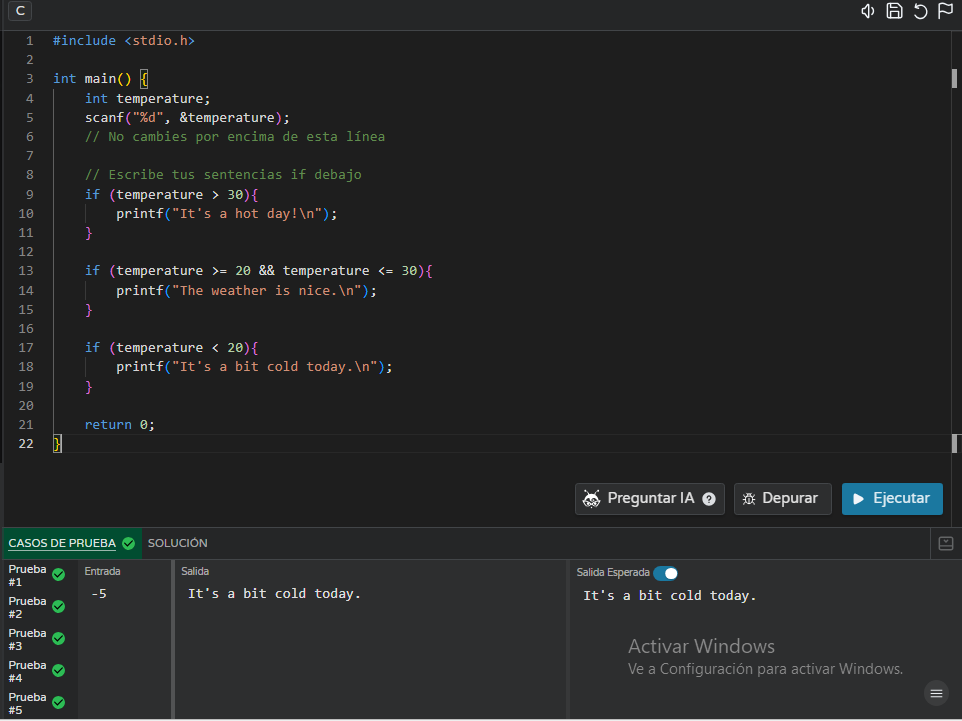 C
1 #include <stdio.h>
2
3 int main() {
4     int temperature;
5     scanf("%d", &temperature);
6     // No cambies por encima de esta línea
7
8     // Escribe tus sentencias if debajo
9     if (temperature > 30){
10         printf("It's a hot day!\n");
11     }
12
13     if (temperature >= 20 && temperature <= 30){
14         printf("The weather is nice.\n");
15     }
16
17     if (temperature < 20){
18         printf("It's a bit cold today.\n");
19     }
20
21     return 0;
22 }
Preguntar IA ? Depurar Ejecutar
CASOS DE PRUEBA SOLUCIÓN
Prueba #1
Prueba #2
Prueba #3
Prueba #4
Prueba #5
Entrada
-5
Salida
It's a bit cold today.
Salida Esperada
It's a bit cold today.
Activar Windows
Ve a Configuración para activar Windows.